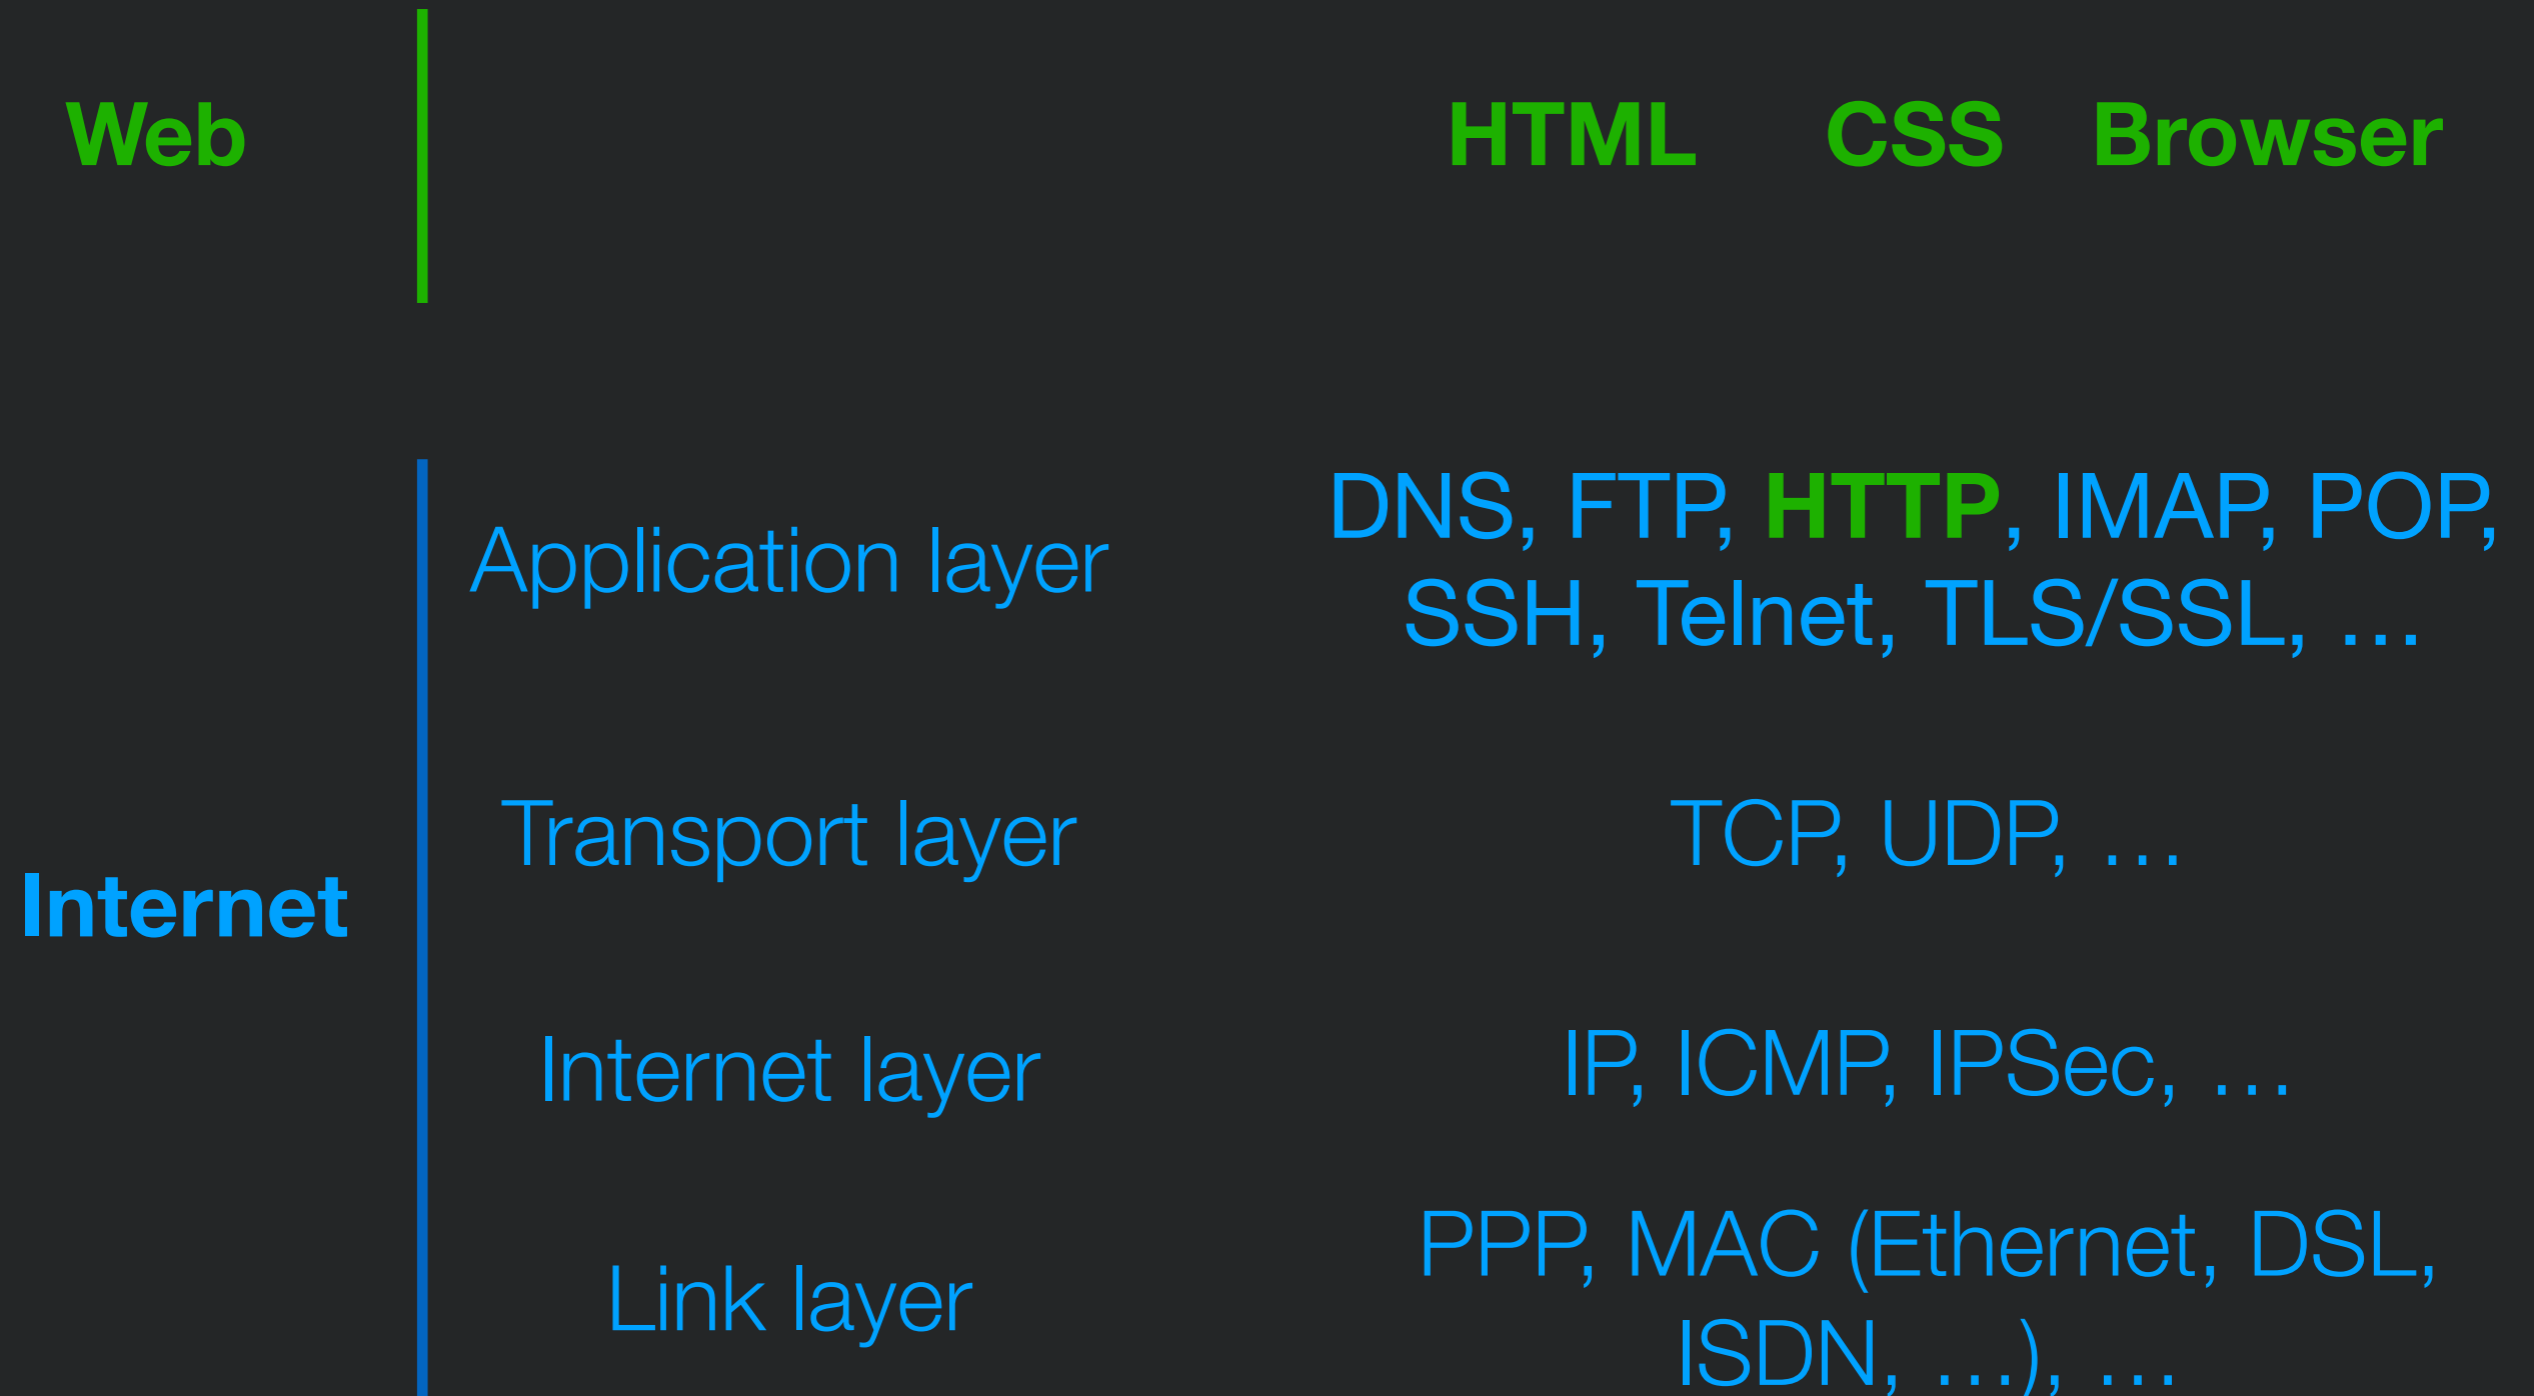 Web
HTML CSS Browser
Application layer
DNS, FTP, HTTP, IMAP, POP,
SSH, Telnet, TLS/SSL, …
Transport layer
TCP, UDP, …
Internet
Internet layer
IP, ICMP, IPSec, …
Link layer
PPP, MAC (Ethernet, DSL,
ISDN, …), …